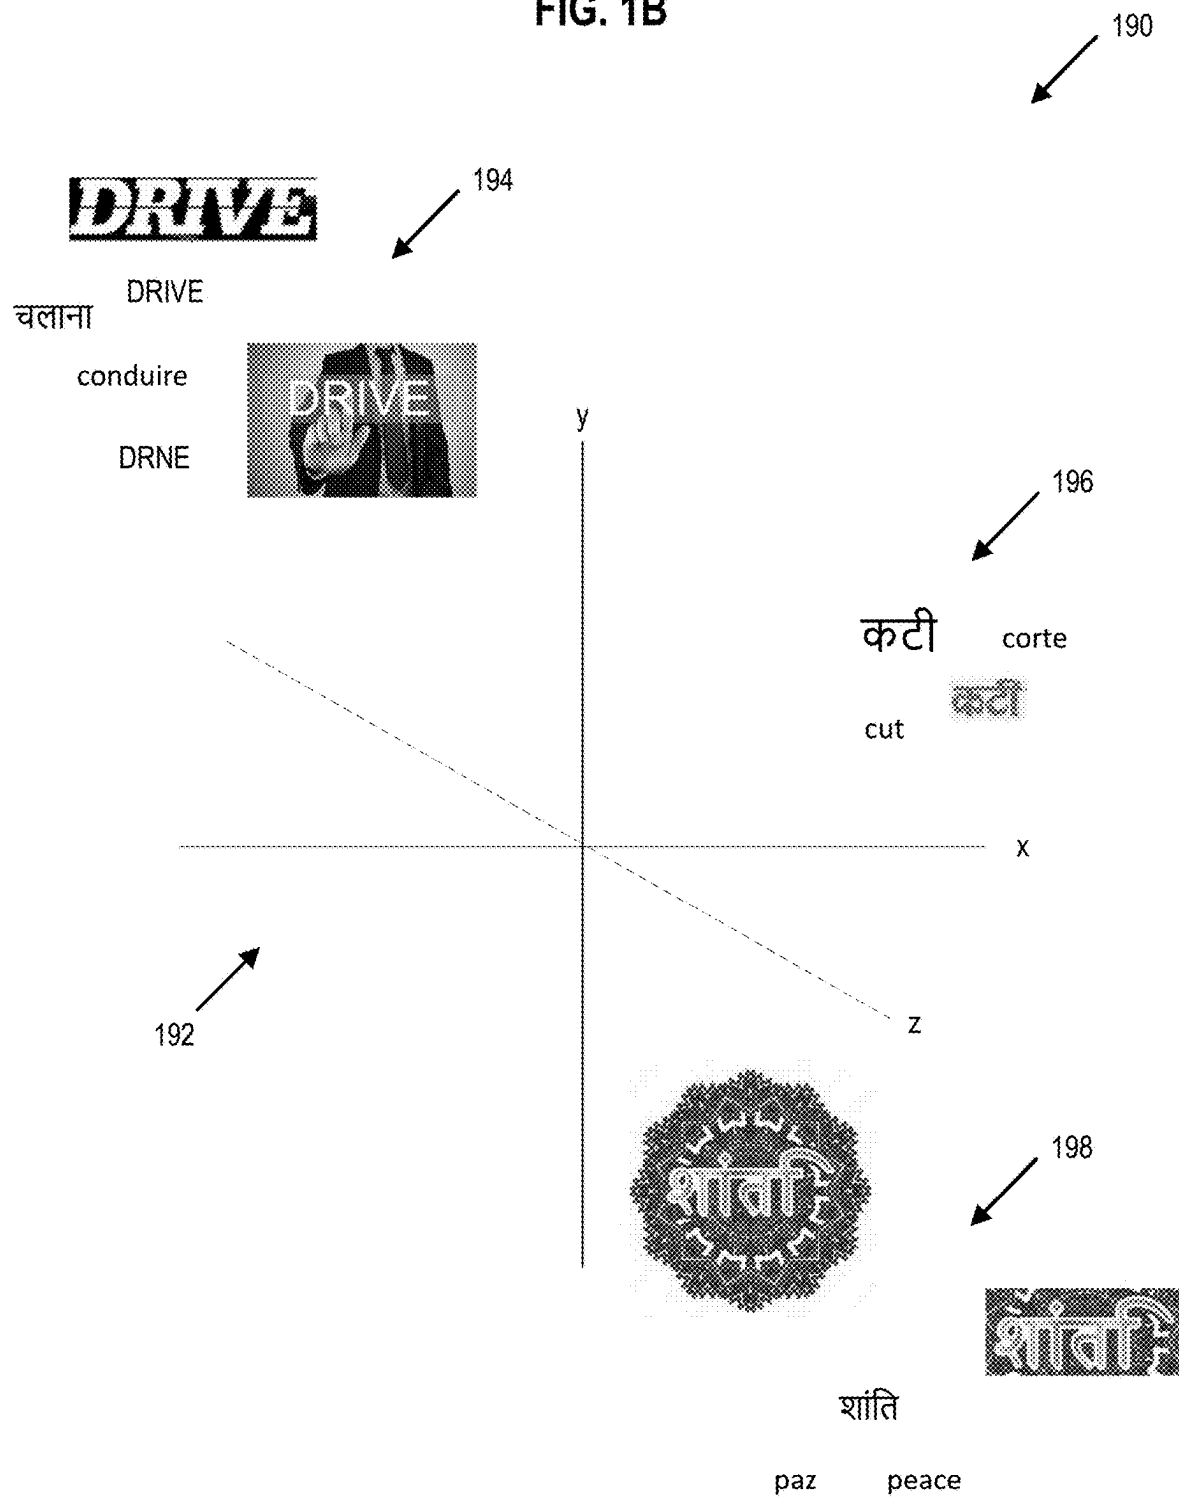 FIG. 1B
190
194
DRIVE
DRIVE
चलाना
conduire
DRIVE
DRNE
y
196
कटी
corte
कटी
cut
x
192
z
198
शांताि
शांताि
शांति
paz peace